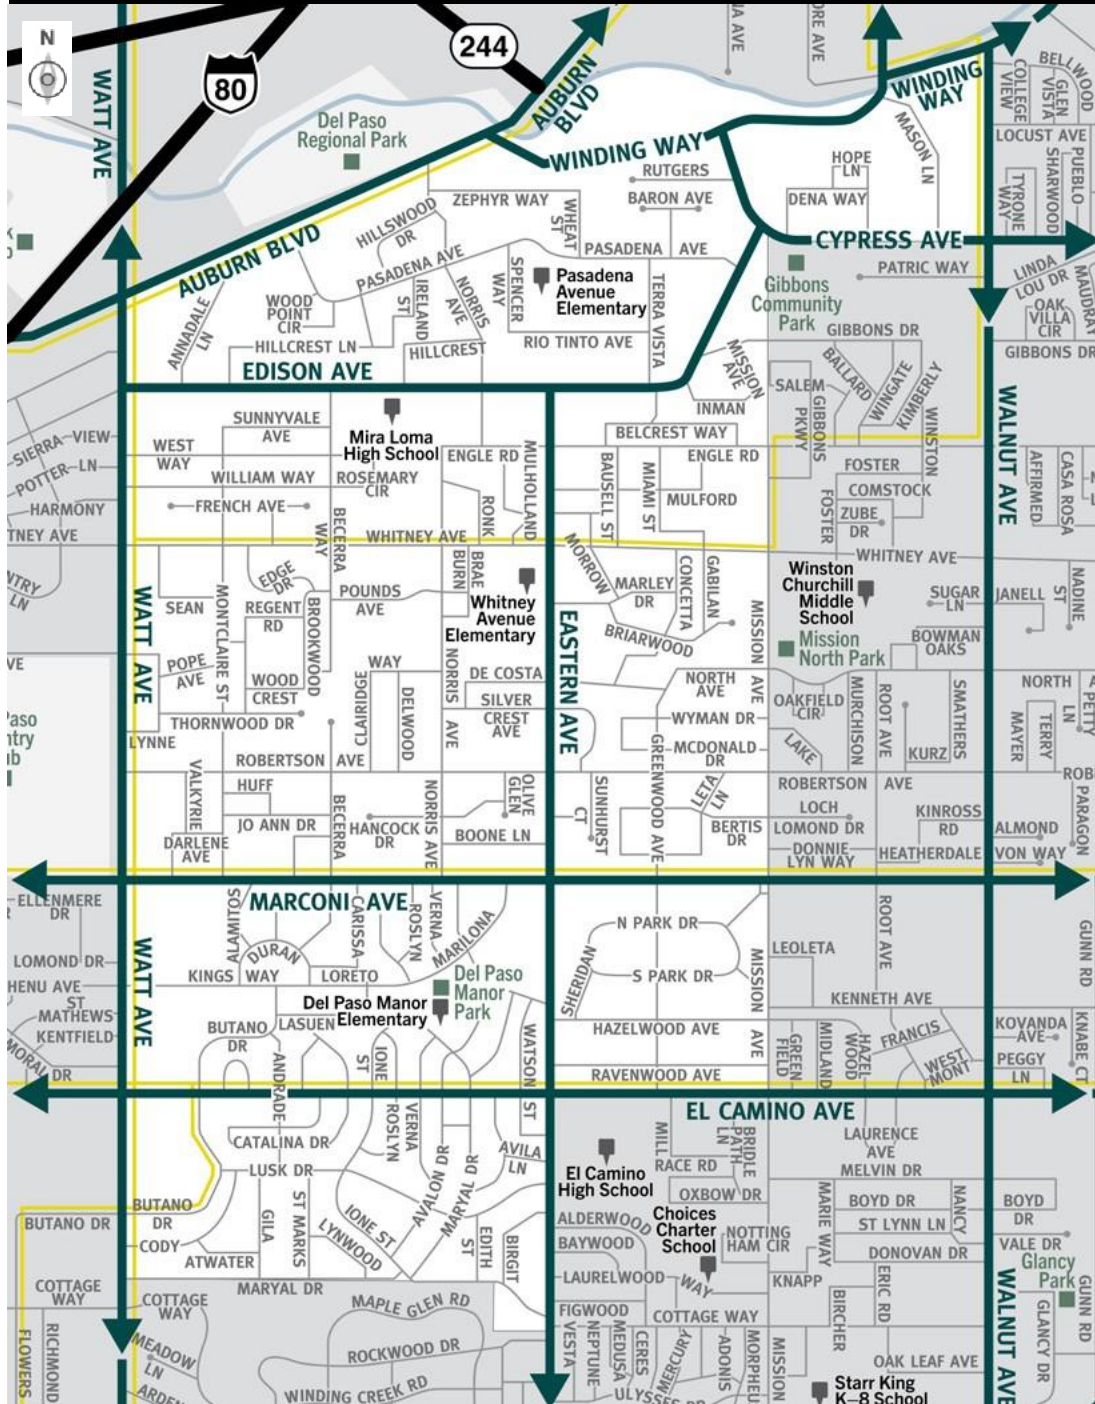 N
WATT AVE
80
244
AUBURN
BLVD
WINDING
WAY
BELLWOOD
COLLEGE
VIEW
GLEN
VISTA
LOCUST AVE
MASON LN
Del Paso
Regional Park
WINDING WAY
RUTGERS
HOPE
LN
TYRONE
WAY
SHARWOOD
PUEBLO
ZEPHYR WAY
WHEAT
ST
BARON AVE
DENA WAY
HILLSWOOD
DR
AUBURN BLVD
PASADENA AVE
PASADENA AVE
CYPRESS AVE
PATRIC WAY
LINDA
LOU DR
MAUDRAY
SPENCER
WAY
Pasadena
Avenue
Elementary
TERRA VISTA
Gibbons
Community
Park
IRELAND
ST
NORRIS
AVE
WOOD
POINT
CIR
OAK
VILLA
CIR
ANNADALE
LN
HILLCREST LN
HILLCREST
RIO TINTO AVE
GIBBONS DR
GIBBONS DR
EDISON AVE
MISSION
AVE
BALLARD
WINGATE
KIMBERLY
SALEM
GIBBONS
PKWY
INMAN
WINSTON
WALNUT AVE
SUNNYVALE
AVE
Mira Loma
High School
BELCREST WAY
SIERRA VIEW
WEST
WAY
ENGLE RD
MULHOLLAND
ENGLE RD
POTTER LN
WILLIAM WAY
ROSEMARY
CIR
BAUSELL ST
MIAMI ST
MULFORD
FOSTER
COMSTOCK
FOSTER
ZUBE
DR
AFFIRMED
CASA ROSA
HARMONY
FRENCH AVE
RONK
BECERRA
WAY
TNEY AVE
WHITNEY AVE
WHITNEY AVE
NTRY
LN
EDGE
DR
BURN
BRAE
Whitney
Avenue
Elementary
MORROW
MARLEY
DR
CONCETTA
GABILAN
Winston
Churchill
Middle
School
SUGAR
LN
JANELL
NADINE
ST
WATT AVE
SEAN
MONTCLAIRE ST
REGENT
RD
BROOKWOOD
POUNDS
AVE
EASTERN AVE
BRIARWOOD
MISSION
AVE
Mission
North Park
BOWMAN
OAKS
POPE
AVE
WAY
CLARIDGE
DELWOOD
NORRIS
AVE
DE COSTA
SILVER
CREST AVE
NORTH
AVE
WOOD
CREST
OAKFIELD
CIR
MURCHISON
ROOT AVE
SMATHERS
NORTH
THORNWOOD DR
WYMAN DR
LYNNE
MAYER
TERRY
LN
PETTY
MCDONALD
DR
LAKE
KURZ
ROBERTSON AVE
ROBERTSON AVE
VALKYRIE
HUFF
BECERRA
NORRIS AVE
OLIVE
GLEN
SUNHURST
CT
GREENWOOD AVE
LETA
LN
LOCH
LOMOND DR
KINROSS
RD
PARAGON
JO ANN DR
HANCOCK
DR
BOONE LN
BERTIS
DR
ALMOND
DARLENE
AVE
DONNIE
LYN WAY
HEATHERDALE
VON WAY
MARCONI AVE
ELLENMERE
DR
ALAMITOS
CARISSA
ROSLYN
VERNA
MARILONA
N PARK DR
ROOT AVE
GUNN RD
DURAN
LOMOND DR
KINGS WAY
LORETO
SHERIDAN
S PARK DR
MISSION
AVE
LEOLETA
HENU AVE
ST
MATHEWS
KENTFIELD
WATT AVE
Del Paso
Manor
Park
Del Paso Manor
Elementary
KENNETH AVE
BUTANO
DR
LASUEN
HAZELWOOD AVE
FRANCIS
KOVANDA
AVE
KNABE CT
MORAL DR
ANDRADE
IONE
ST
WATSON
ST
GREEN
FIELD
MIDLAND
HAZEL
WOOD
WEST
MONT
PEGGY
LN
RAVENWOOD AVE
EL CAMINO AVE
CATALINA DR
ROSLYN
VERNA
El Camino
High School
MILL
RACE RD
BRIDLE
PATH
LN
LAURENCE
AVE
LUSK DR
AVILA
LN
MELVIN DR
AVALON DR
MARYAL DR
OXBOW DR
BUTANO DR
BUTANO
DR
CODY
GILA
ST MARKS
IONE ST
LYNWOOD
ST
EDITH
BIRGIT
ALDERWOOD
BAYWOOD
Choices
Charter
School
NOTTING
HAM CIR
MARIE WAY
BOYD DR
NANCY
BOYD
DR
ST LYNN LN
VALE DR
DONOVAN DR
Glancy
Park
ATWATER
LAURELWOOD
WAY
KNAPP
ERIC RD
BIRCHER
WALNUT AVE
GLANCY DR
GUNN RD
COTTAGE
WAY
MARYAL DR
COTTAGE
WAY
MAPLE GLEN RD
FIGWOOD
COTTAGE WAY
FLOWERS
RICHMOND
MEADOW
LN
ROCKWOOD DR
VESTA
NEPTUNE
MEDUSA
CERES
MERCURY
ADONIS
MISSION
OAK LEAF AVE
WINDING CREEK RD
Starr King
K–8 School